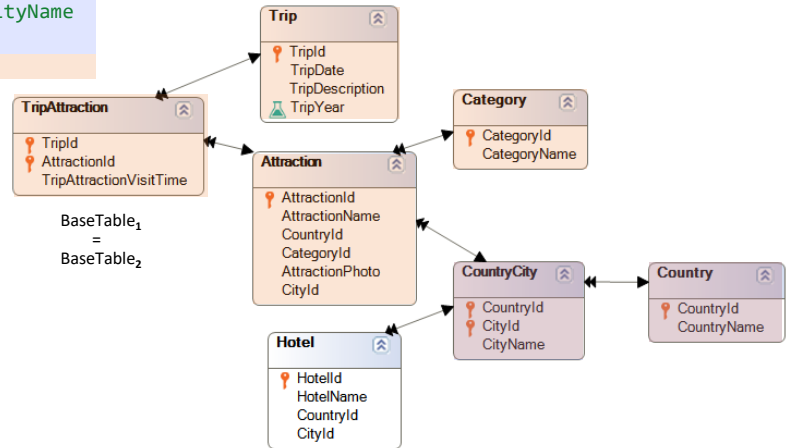 ityName
Trip
TripId
TripDate
TripDescription
TripYear
TripAttraction
TripId
AttractionId
TripAttractionVisitTime
Category
CategoryId
CategoryName
Attraction
AttractionId
AttractionName
CountryId
CategoryId
AttractionPhoto
CityId
BaseTable1
=
BaseTable2
CountryCity
CountryId
CityId
CityName
Country
CountryId
CountryName
Hotel
HotelId
HotelName
CountryId
CityId